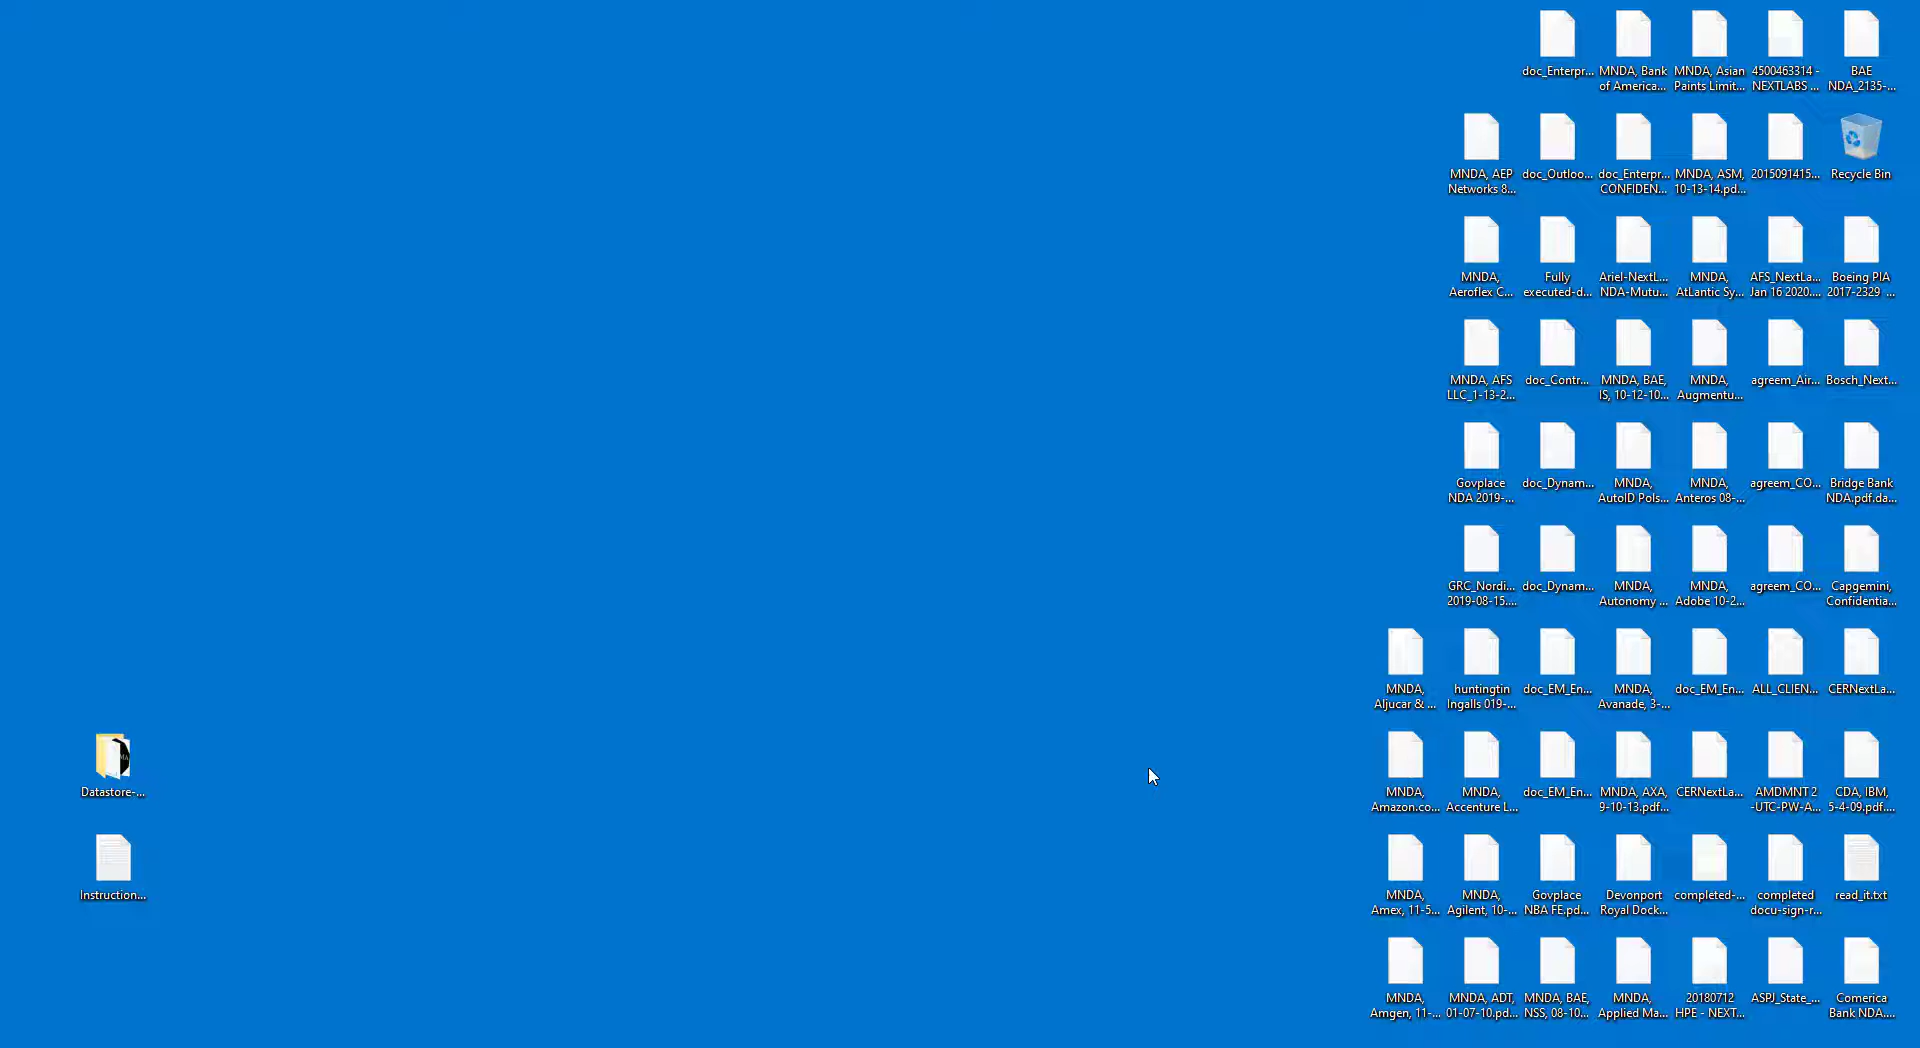 doc_Enterpr...
MNDA, Bank
of America...
MNDA, Asian
Paints Limit...
4500463314 -
NEXTLABS ...
BAE
NDA_2135-...
MNDA, AEP
Networks 8...
doc_Outloo...
doc_Enterpr...
CONFIDEN...
MNDA, ASM,
10-13-14.pd...
2015091415...
Recycle Bin
MNDA,
Aeroflex C...
Fully
executed-d...
Ariel-NextL...
NDA-Mutu...
MNDA,
AtLantic Sy...
AFS_NextLa...
Jan 16 2020....
Boeing PIA
2017-2329 _...
MNDA, AFS
LLC_1-13-2...
doc_Contr...
MNDA, BAE,
IS, 10-12-10...
MNDA,
Augmentu...
agreem_Air...
Bosch_Next...
Govplace
NDA 2019-...
doc_Dynam...
MNDA,
AutoID Pols...
MNDA,
Anteros 08-...
agreem_CO...
Bridge Bank
NDA.pdf.da...
GRC_Nordi...
2019-08-15....
doc_Dynam...
MNDA,
Autonomy ...
MNDA,
Adobe 10-2...
agreem_CO...
Capgemini,
Confidentia...
MNDA,
Aljucar & ...
huntingtin
Ingalls 019-...
doc_EM_En...
MNDA,
Avanade, 3-...
doc_EM_En...
ALL_CLIEN...
CERNextLa...
Datastore-...
MNDA,
Amazon.co...
MNDA,
Accenture L...
doc_EM_En...
MNDA, AXA,
9-10-13.pdf...
CERNextLa...
AMDMNT 2
-UTC-PW-A...
CDA, IBM,
5-4-09.pdf....
Instruction...
MNDA,
Amex, 11-5...
MNDA,
Agilent, 10-...
Govplace
NBA FE.pd...
Devonport
Royal Dock...
completed-...
completed
docu-sign-r...
read_it.txt
MNDA,
Amgen, 11-...
MNDA, ADT,
01-07-10.pd...
MNDA, BAE,
NSS, 08-10...
MNDA,
Applied Ma...
20180712
HPE - NEXT...
ASPJ_State_...
Comerica
Bank NDA....